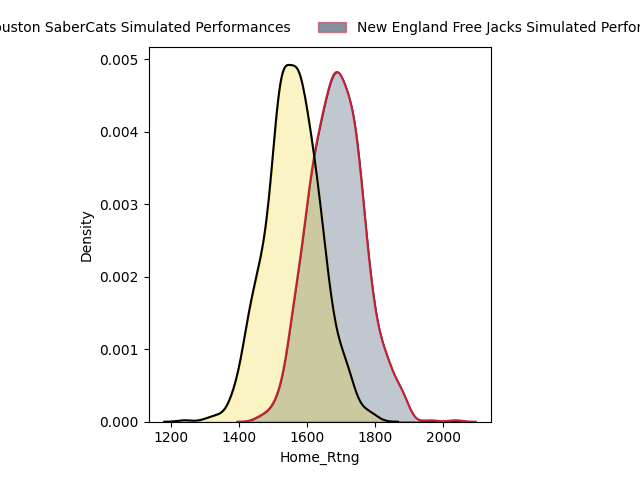 uston SaberCats Simulated Performances New England Free Jacks Simulated Perfor
0.005
0.004
0.003
0.002
0.001
0.000
Density
1200 1400 1600 1800 2000
Home_Rtng